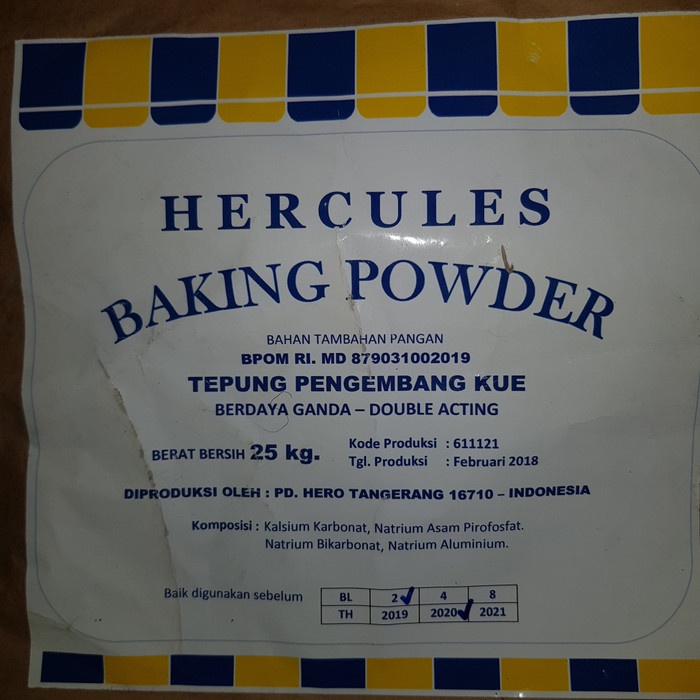 HERCULES
BAKING POWDER
BAHAN TAMBAHAN PANGAN
BPOM RI. MD 879031002019
TEPUNG PENGEMBANG KUE
BERDAYA GANDA – DOUBLE ACTING
BERAT BERSIH 25 kg.
Kode Produksi : 611121
Tgl. Produksi : Februari 2018
DIPRODUKSI OLEH : PD. HERO TANGERANG 16710 – INDONESIA
Komposisi : Kalsium Karbonat, Natrium Asam Pirofosfat.
Natrium Bikarbonat, Natrium Aluminium.
Baik digunakan sebelum
BL 2 ✓ 4 8
TH 2019 2020 ✓ 2021